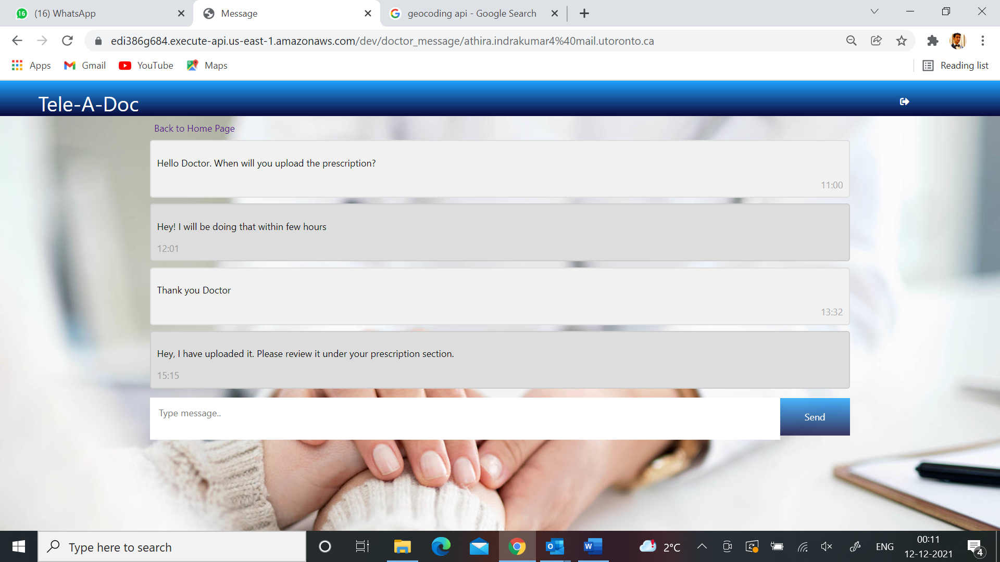 (16) WhatsApp
Message
geocoding api - Google Search
edi386g684.execute-api.us-east-1.amazonaws.com/dev/doctor_message/athira.indrakumar4%40mail.utoronto.ca
Apps
Gmail
YouTube
Maps
Reading list
Tele-A-Doc
Back to Home Page
Hello Doctor. When will you upload the prescription?
11:00
Hey! I will be doing that within few hours
12:01
Thank you Doctor
13:32
Hey, I have uploaded it. Please review it under your prescription section.
15:15
Type message..
Send
Type here to search
2°C
ENG
00:11
12-12-2021
4